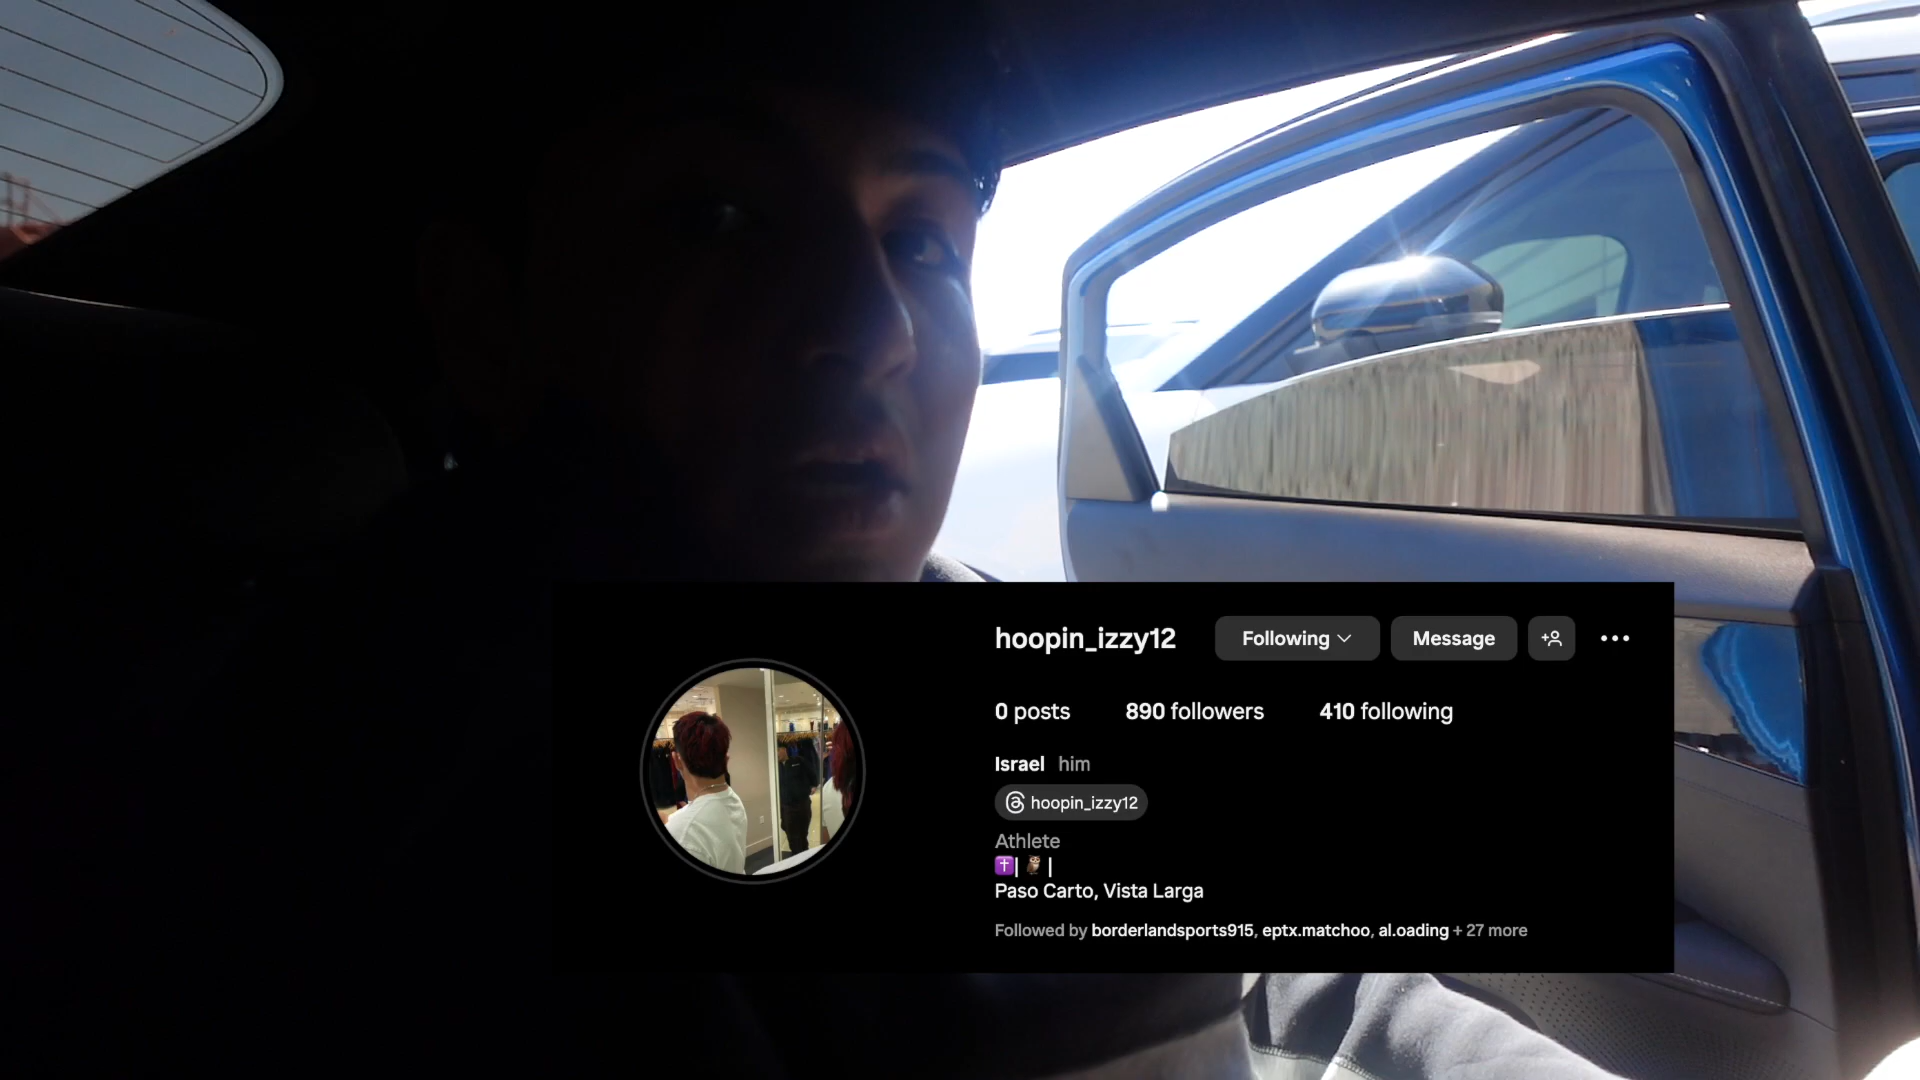 hoopin_izzy12 Following Message
0 posts 890 followers 410 following
Israel him
hoopin_izzy12
Athlete
✝️| 🦉 |
Paso Carto, Vista Larga
Followed by borderlandsports915, eptx.matchoo, al.oading + 27 more